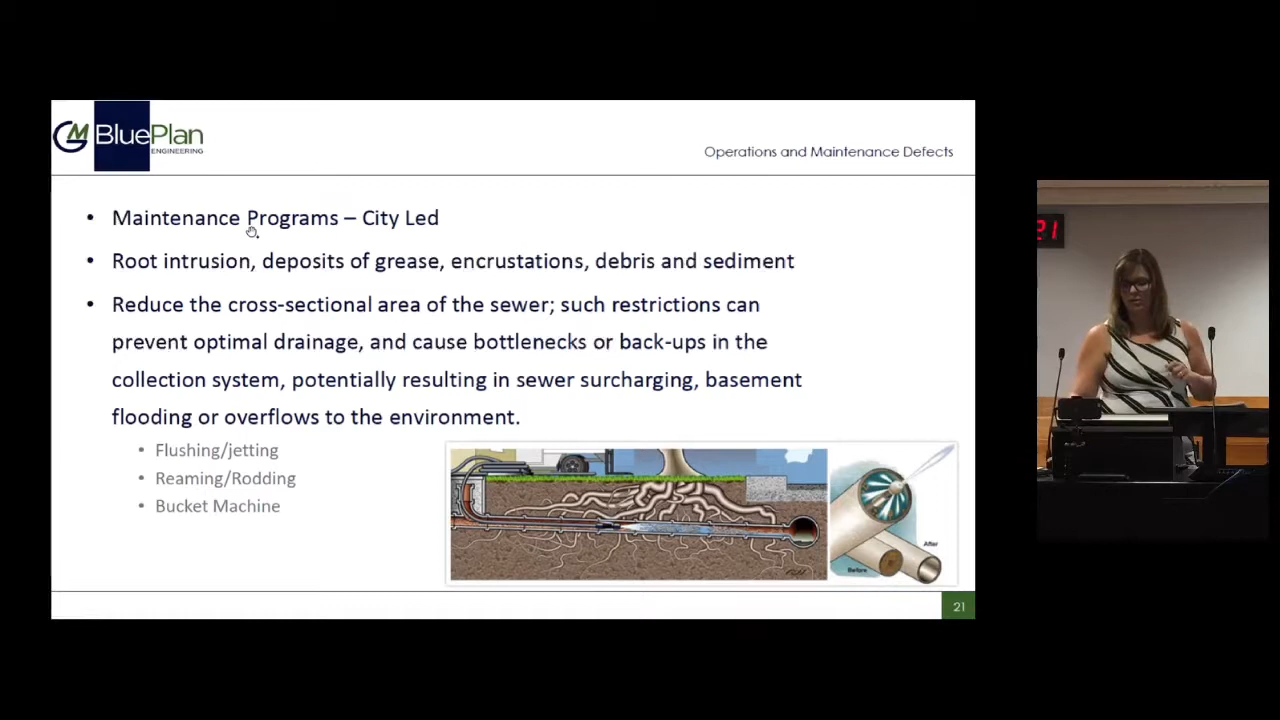 GM BluePlan
ENGINEERING
Operations and Maintenance Defects
• Maintenance Programs – City Led
• Root intrusion, deposits of grease, encrustations, debris and sediment
• Reduce the cross-sectional area of the sewer; such restrictions can
prevent optimal drainage, and cause bottlenecks or back-ups in the
collection system, potentially resulting in sewer surcharging, basement
flooding or overflows to the environment.
• Flushing/jetting
• Reaming/Rodding
• Bucket Machine
Before
After
21
21